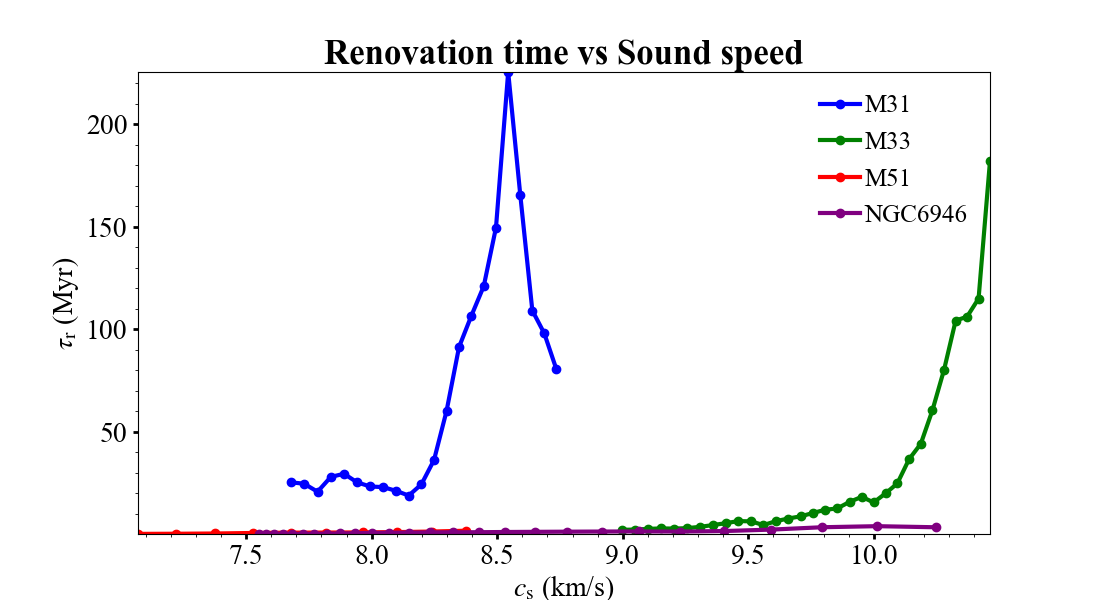 Renovation time vs Sound speed
M31
M33
M51
NGC6946
200
150
100
50
τr (Myr)
7.5 8.0 8.5 9.0 9.5 10.0
cs (km/s)